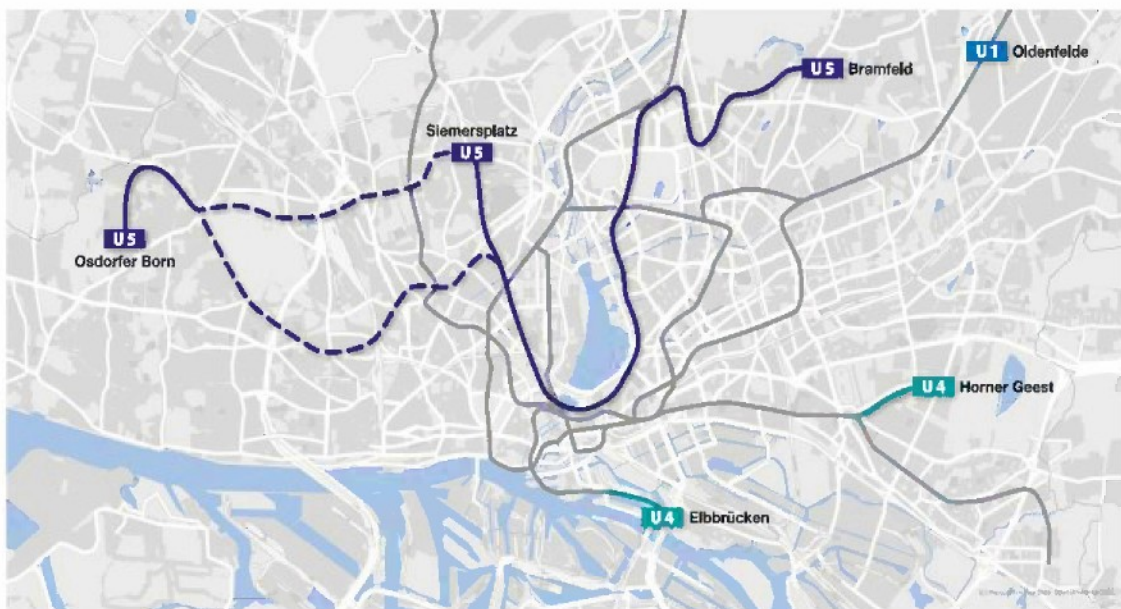 U1 Oldenfelde
U5 Bramfeld
Siemersplatz
U5
U5
Osdorfer Born
U4 Horner Geest
U4 Elbbrücken